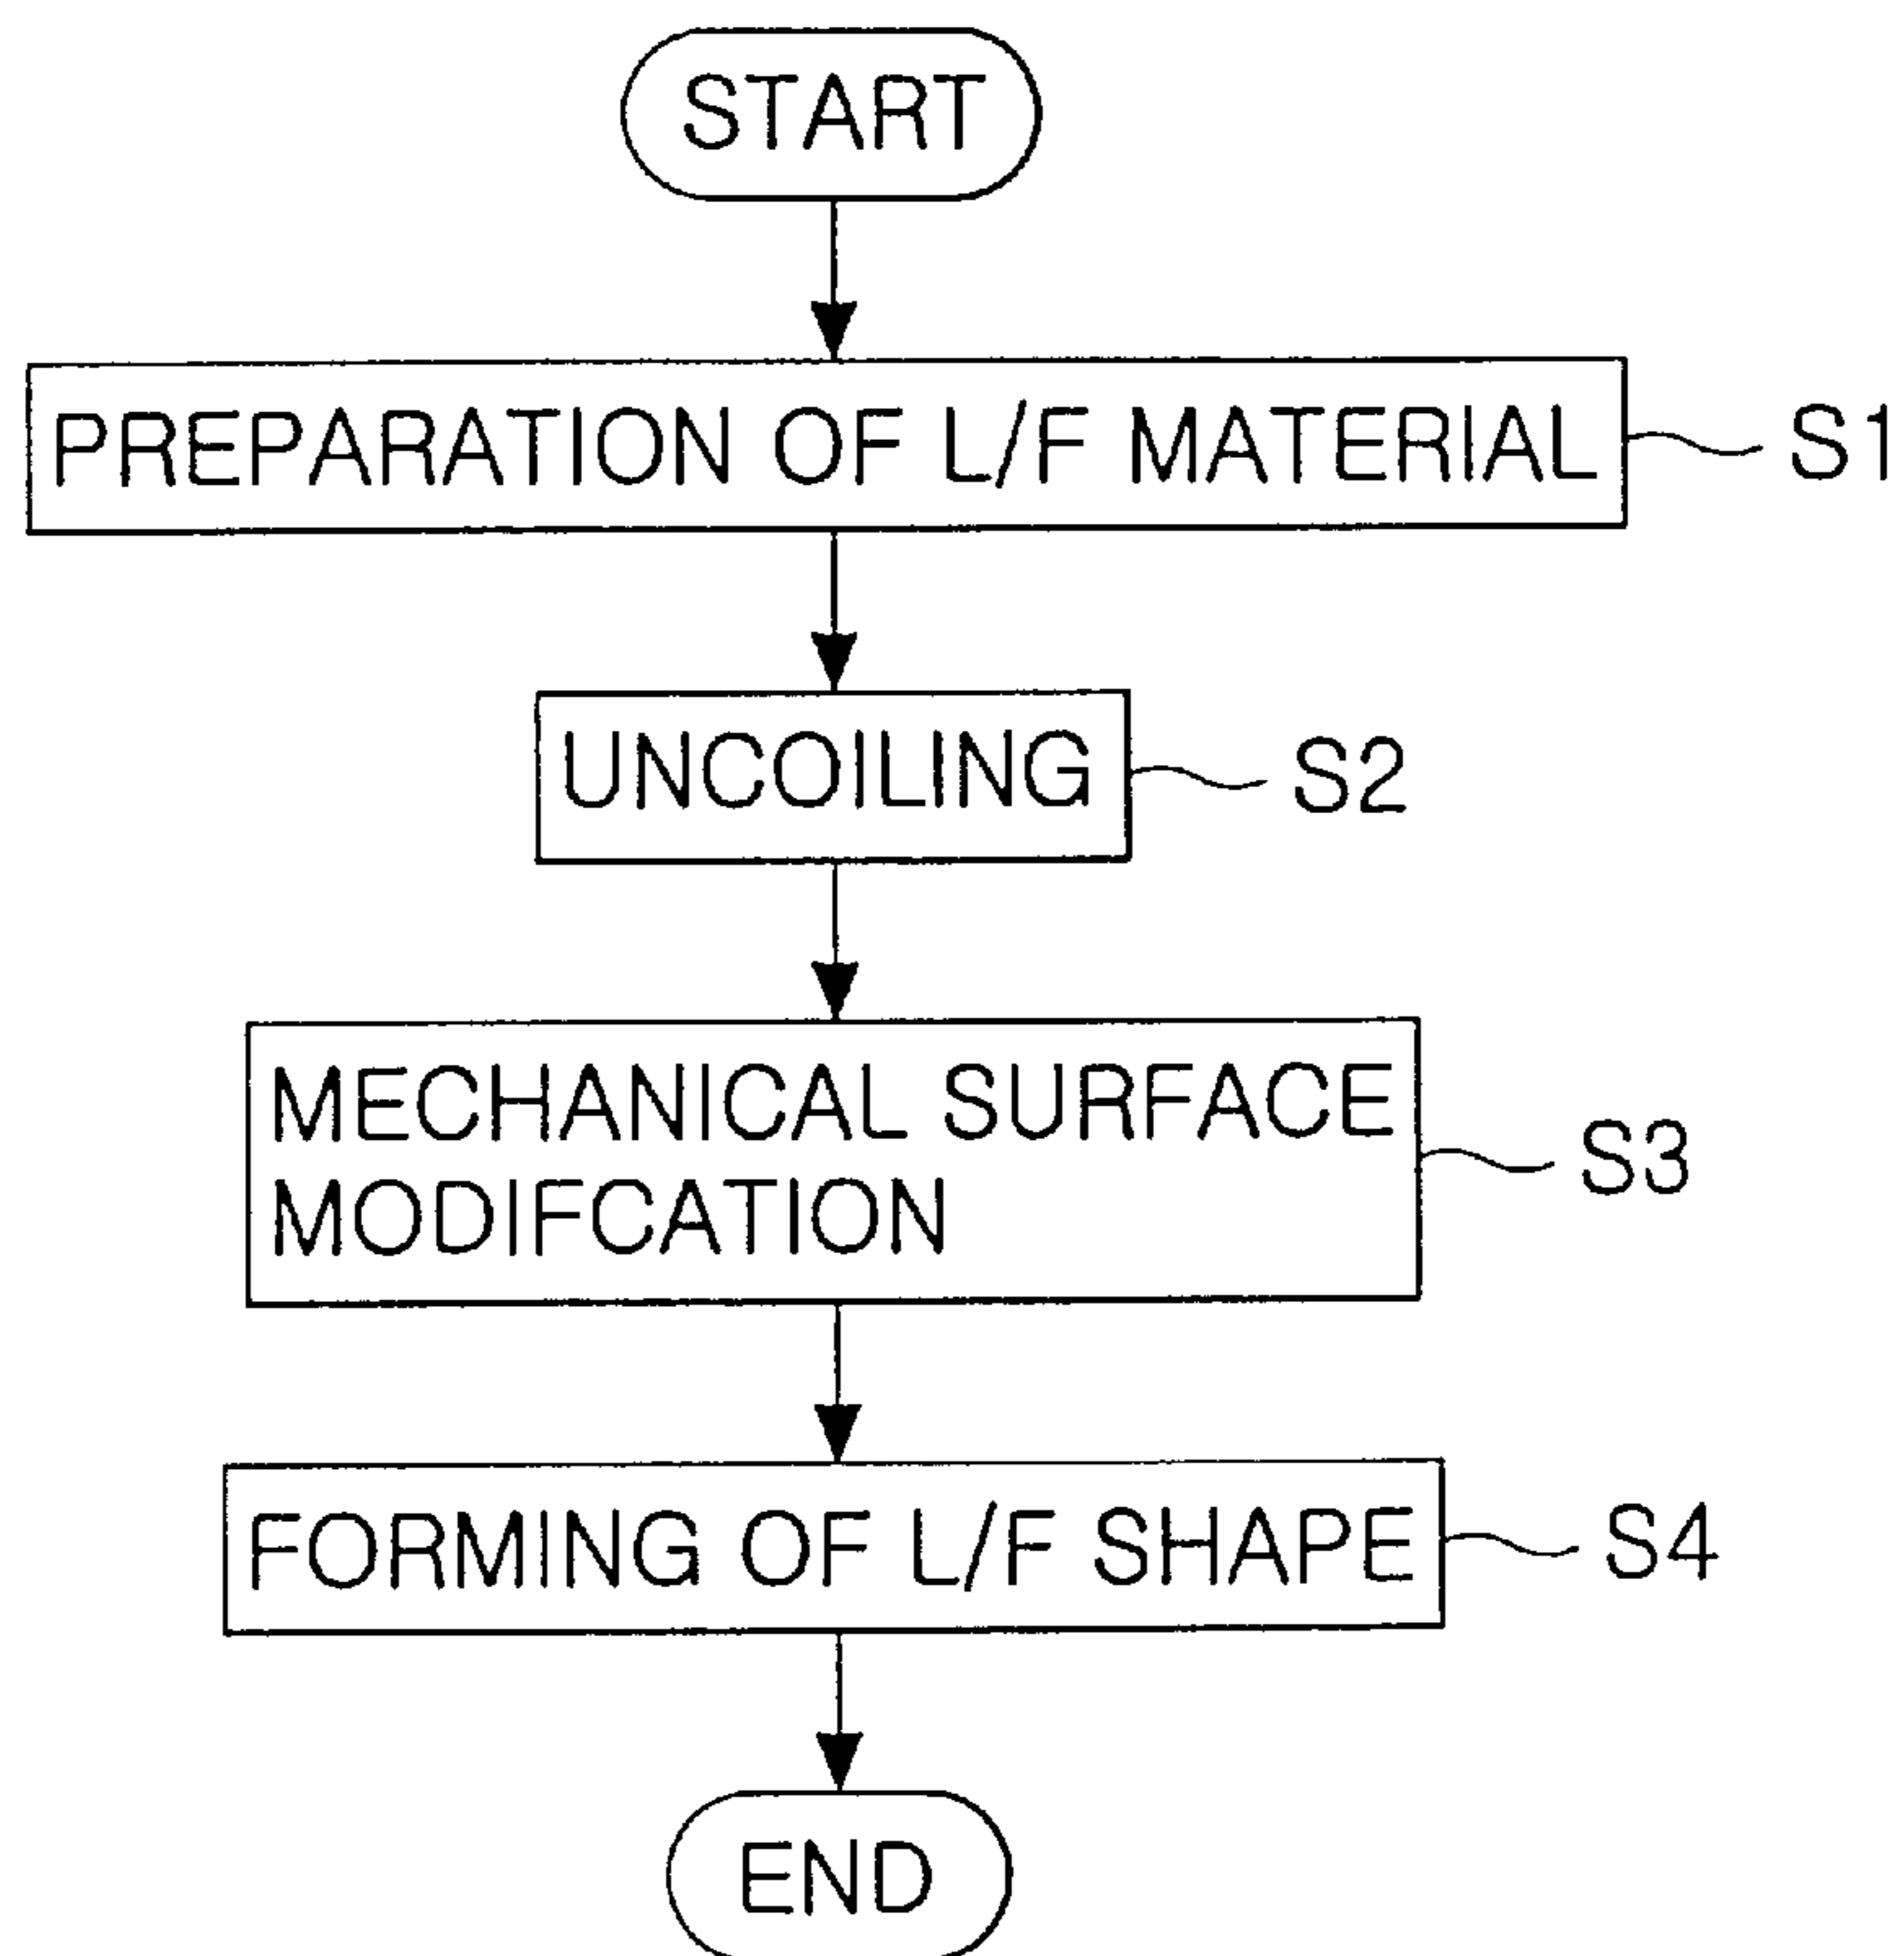 START
PREPARATION OF L/F MATERIAL S1
UNCOILING S2
MECHANICAL SURFACE
MODIFCATION
S3
FORMING OF L/F SHAPE S4
END